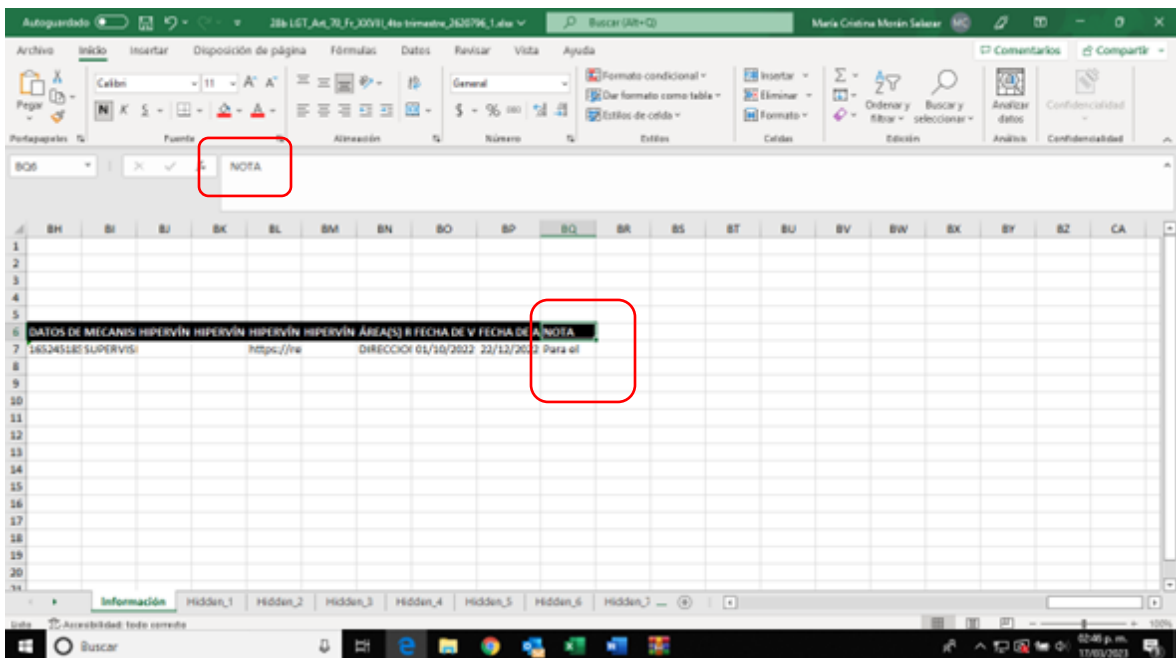 Autoguardado 28b LGT_Art_70_Fr_XXVIII_4to trimestre_2620796_1.xlsx Buscar (Alt+Q) María Cristina Morán Salazar MC
Archivo Inicio Insertar Disposición de página Fórmulas Datos Revisar Vista Ayuda Comentarios Compartir
Pegar Calibri 11 General Formato condicional Insertar
N K S $ % 000 Dar formato como tabla Eliminar Ordenar y filtrar Buscar y seleccionar Analizar datos Confidencialidad
Estilos de celda Formato
Portapapeles Fuente Alineación Número Estilos Celdas Edición Análisis Confidencialidad
BQ6 NOTA
BH BI BJ BK BL BM BN BO BP BQ BR BS BT BU BV BW BX BY BZ CA
1
2
3
4
5
6 DATOS DE MECANIS HIPERVÍN HIPERVÍN HIPERVÍN HIPERVÍN ÁREA(S) R FECHA DE V FECHA DE A NOTA
7 165245185 SUPERVIS https://re DIRECCIO 01/10/2022 22/12/2022 Para el
8
9
10
11
12
13
14
15
16
17
18
19
20
21
Información Hidden_1 Hidden_2 Hidden_3 Hidden_4 Hidden_5 Hidden_6 Hidden_7 ...
Listo Accesibilidad: todo correcto 100%
Buscar 02:46 p. m.
17/03/2023